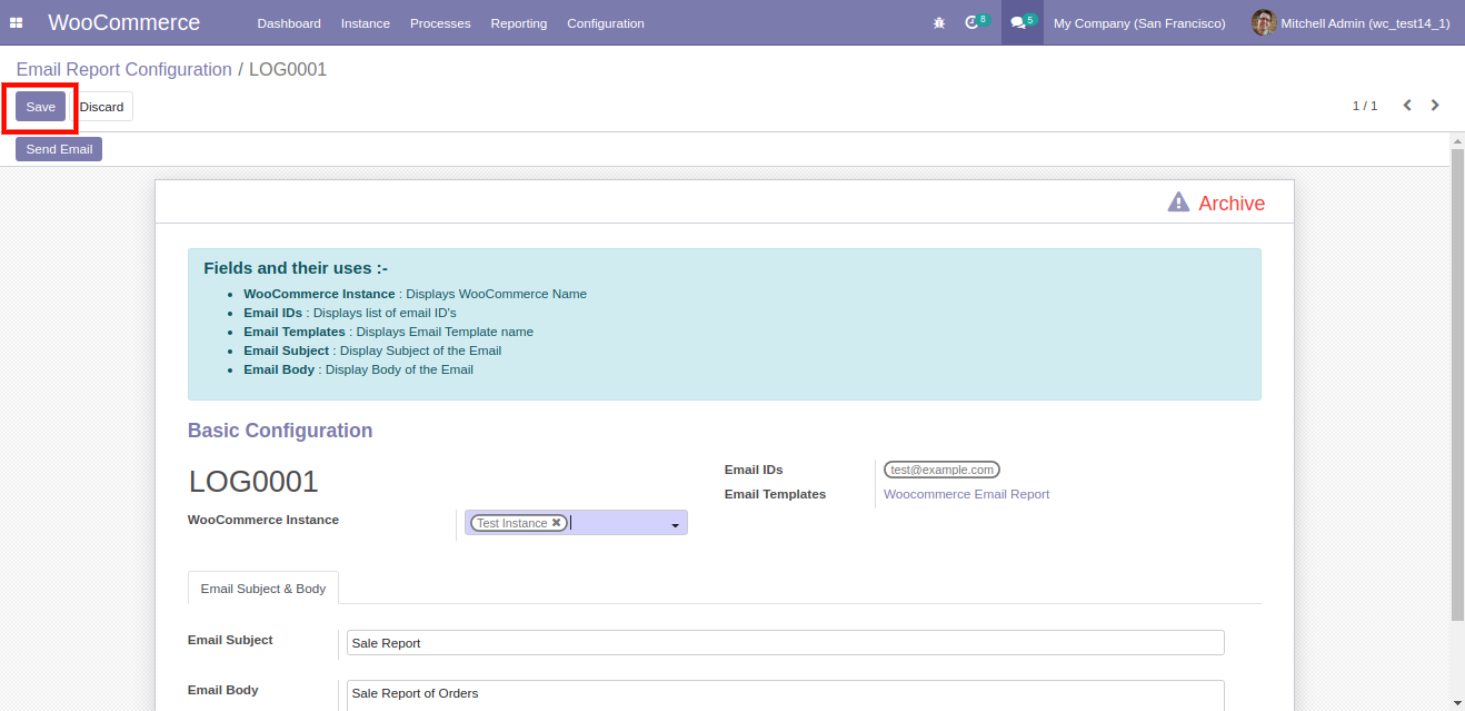 WooCommerce Dashboard Instance Processes Reporting Configuration 8 5 My Company (San Francisco) Mitchell Admin (wc_test14_1)
Email Report Configuration / LOG0001
Save Discard 1 / 1
Send Email
Archive
Fields and their uses :-
• WooCommerce Instance : Displays WooCommerce Name
• Email IDs : Displays list of email ID's
• Email Templates : Displays Email Template name
• Email Subject : Display Subject of the Email
• Email Body : Display Body of the Email
Basic Configuration
LOG0001
WooCommerce Instance Test Instance ✖
Email IDs test@example.com
Email Templates Woocommerce Email Report
Email Subject & Body
Email Subject Sale Report
Email Body Sale Report of Orders